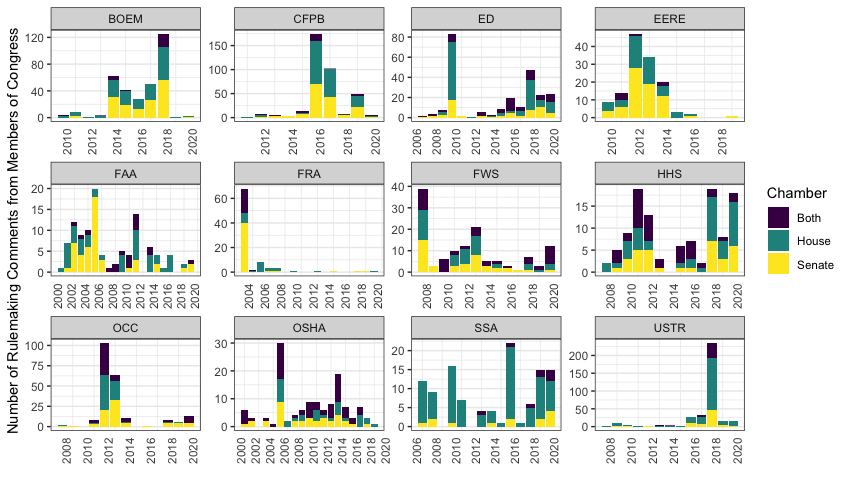 Number of Rulemaking Comments from Members of Congress
BOEM CFPB ED EERE
120 80 40 0
150 100 50 0
80 60 40 20 0
40 30 20 10 0
2010 2012 2014 2016 2018 2020
2012 2014 2016 2018 2020
2006 2008 2010 2012 2014 2016 2018 2020
2010 2012 2014 2016 2018
FAA FRA FWS HHS
20 15 10 5 0
60 40 20 0
40 30 20 10 0
15 10 5 0
2000 2002 2004 2006 2008 2010 2012 2014 2016 2018 2020
2004 2006 2008 2010 2012 2014 2016 2018 2020
2008 2010 2012 2014 2016 2018 2020
2008 2010 2012 2014 2016 2018 2020
OCC OSHA SSA USTR
100 75 50 25 0
30 20 10 0
20 15 10 5 0
200 150 100 50 0
2008 2010 2012 2014 2016 2018 2020
2000 2002 2004 2006 2008 2010 2012 2014 2016 2018 2020
2006 2008 2010 2012 2014 2016 2018 2020
2008 2010 2012 2014 2016 2018 2020
Chamber
Both
House
Senate